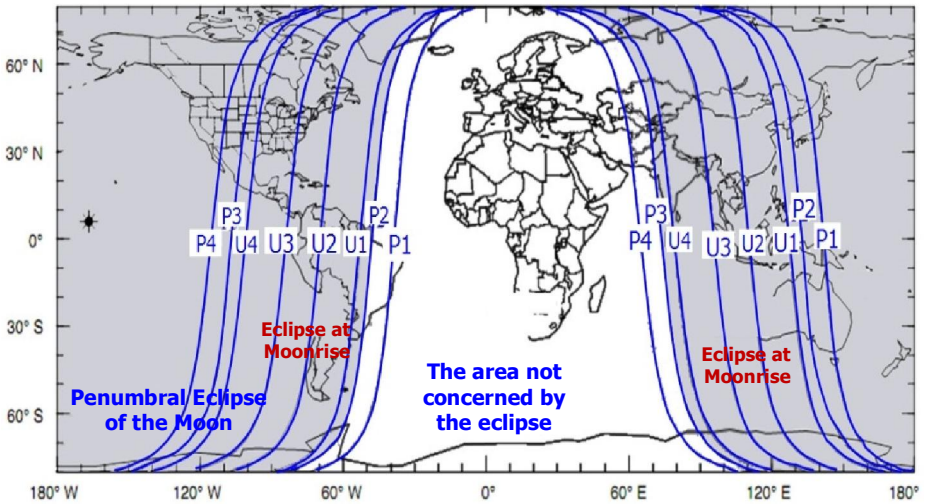 60° N
30° N
0°
30° S
60° S
P3
P4
U4
U3
U2
U1
P2
P1
P3
P4
U4
U3
U2
U1
P2
P1
Eclipse at
Moonrise
Eclipse at
Moonrise
Penumbral Eclipse
of the Moon
The area not
concerned by
the eclipse
180° W
120° W
60° W
0°
60° E
120° E
180° E